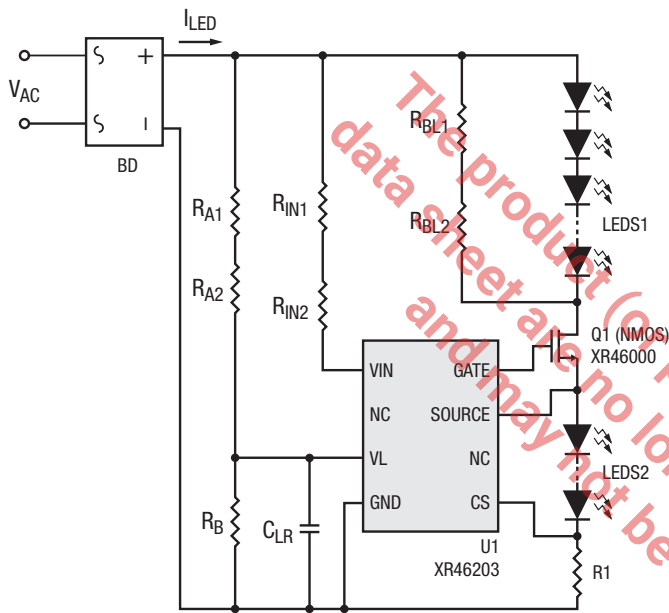 I_LED
V_AC
BD
R_A1
R_A2
R_IN1
R_IN2
R_BL1
R_BL2
LEDS1
Q1 (NMOS)
XR46000
VIN
GATE
NC
SOURCE
VL
NC
GND
CS
U1
XR46203
LEDS2
R_B
C_LR
R1
+
−
The product (or
data sheet are no lo
and may not be